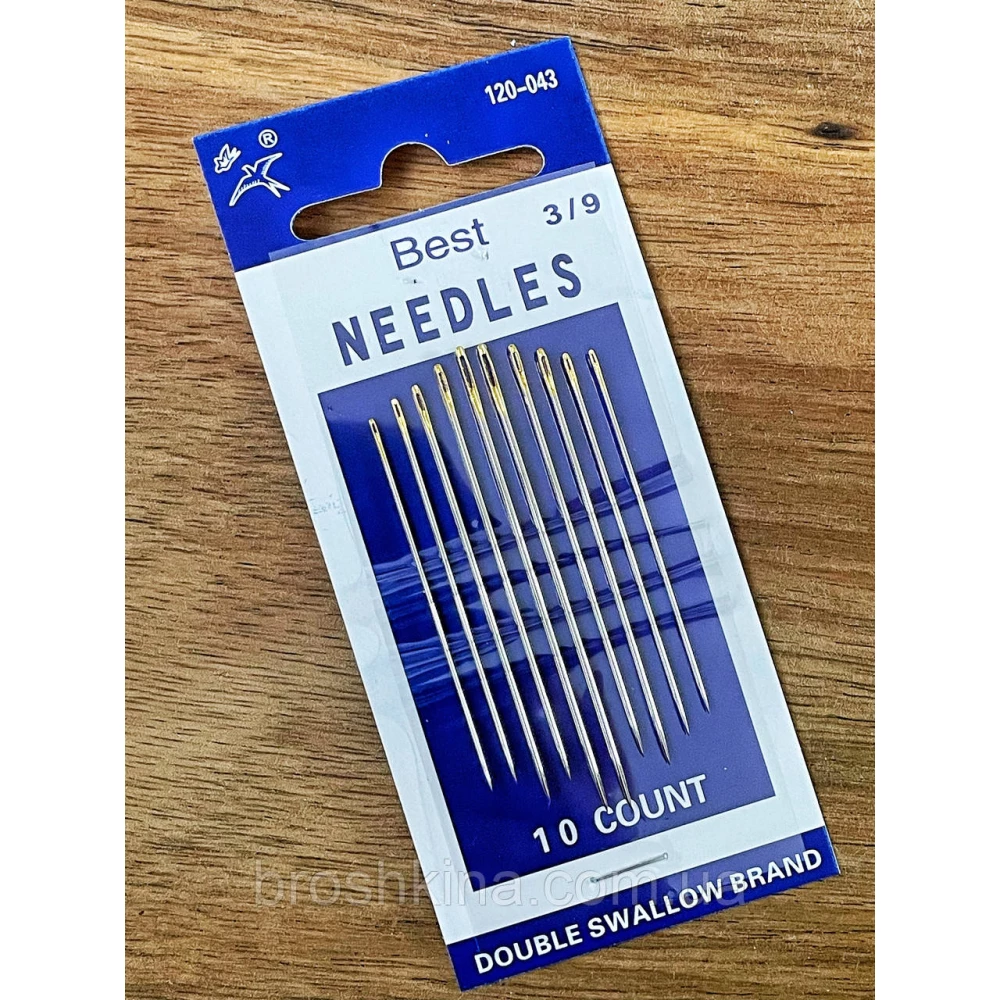 120-043
®
Best 3/9
NEEDLES
10 COUNT
broshkina.com.ua
DOUBLE SWALLOW BRAND